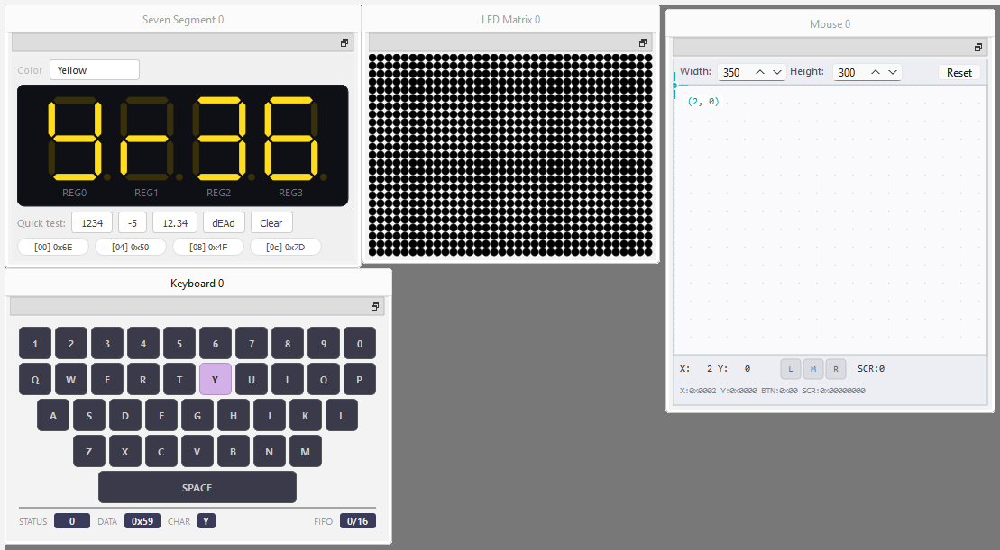 Seven Segment 0
Color Yellow
yr36
REG0 REG1 REG2 REG3
Quick test: 1234 -5 12.34 dEAd Clear
[00] 0x6E [04] 0x50 [08] 0x4F [0c] 0x7D
LED Matrix 0
Mouse 0
Width: 350 Height: 300 Reset
(2, 0)
X: 2 Y: 0 L M R SCR:0
X:0x0002 Y:0x0000 BTN:0x00 SCR:0x00000000
Keyboard 0
1 2 3 4 5 6 7 8 9 0
Q W E R T Y U I O P
A S D F G H J K L
Z X C V B N M
SPACE
STATUS 0 DATA 0x59 CHAR Y FIFO 0/16